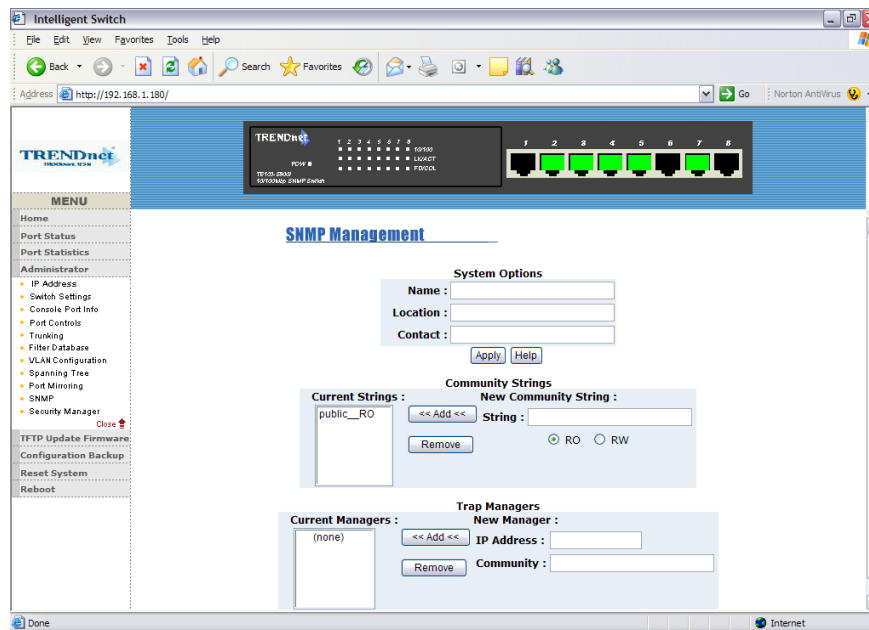 Intelligent Switch
File Edit View Favorites Tools Help
Back Search Favorites
Address http://192.168.1.180/ Go Norton AntiVirus
TRENDnet
TRENDnet
1 2 3 4 5 6 7 8
10/100
POW LK/ACT
FD/COL
10/100Mbps SNMP Switch
1 2 3 4 5 6 7 8
MENU
Home
Port Status
Port Statistics
Administrator
IP Address
Switch Settings
Console Port Info
Port Controls
Trunking
Filter Database
VLAN Configuration
Spanning Tree
Port Mirroring
SNMP
Security Manager
Close
TFTP Update Firmware
Configuration Backup
Reset System
Reboot
SNMP Management
System Options
Name :
Location :
Contact :
Apply Help
Community Strings
Current Strings : New Community String :
public__RO << Add << String :
Remove RO RW
Trap Managers
Current Managers : New Manager :
(none) << Add << IP Address :
Remove Community :
Done Internet